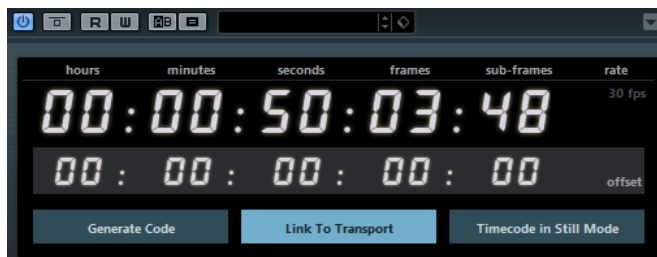 R W AB
hours minutes seconds frames sub-frames rate
00:00:50:03:48 30 fps
00: 00: 00: 00: 00 offset
Generate Code Link To Transport Timecode in Still Mode